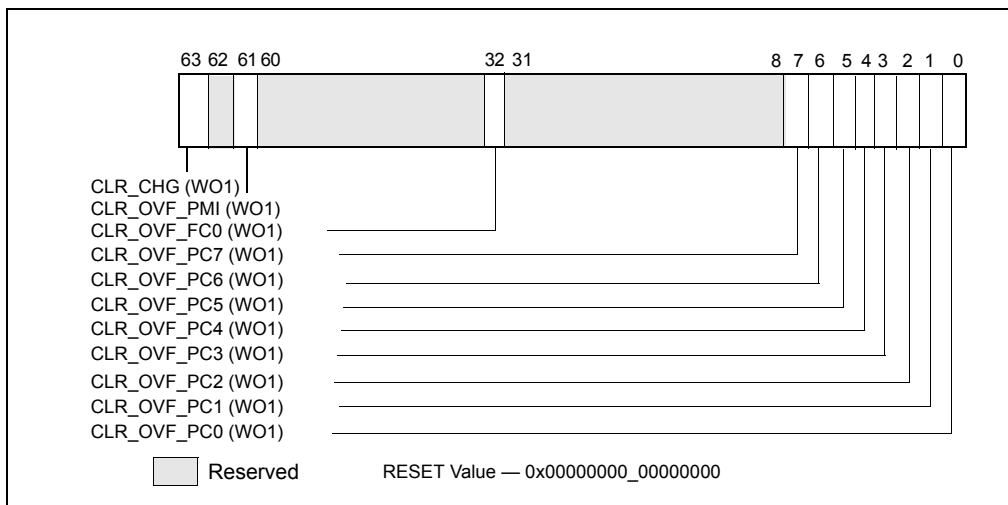 63 62 61 60 32 31 8 7 6 5 4 3 2 1 0
CLR_CHG (WO1)
CLR_OVF_PMI (WO1)
CLR_OVF_FC0 (WO1)
CLR_OVF_PC7 (WO1)
CLR_OVF_PC6 (WO1)
CLR_OVF_PC5 (WO1)
CLR_OVF_PC4 (WO1)
CLR_OVF_PC3 (WO1)
CLR_OVF_PC2 (WO1)
CLR_OVF_PC1 (WO1)
CLR_OVF_PC0 (WO1)
Reserved RESET Value — 0x00000000_00000000